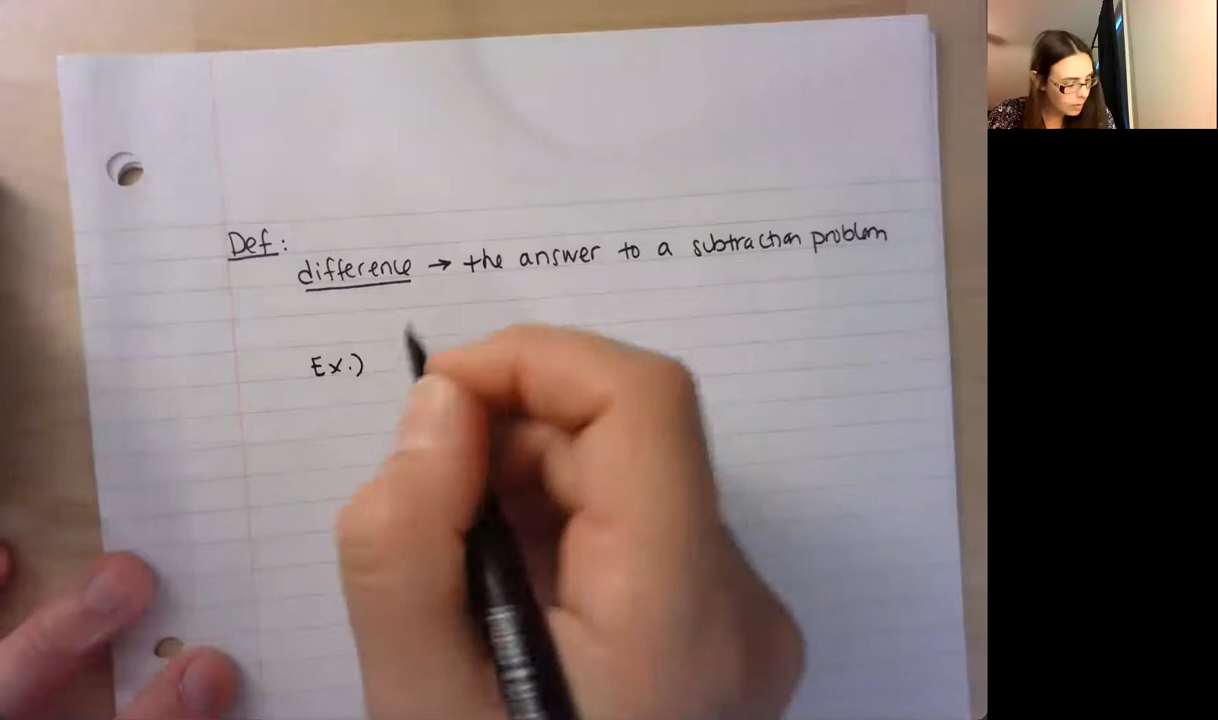 Def:
difference → the answer to a subtraction problem
Ex.)